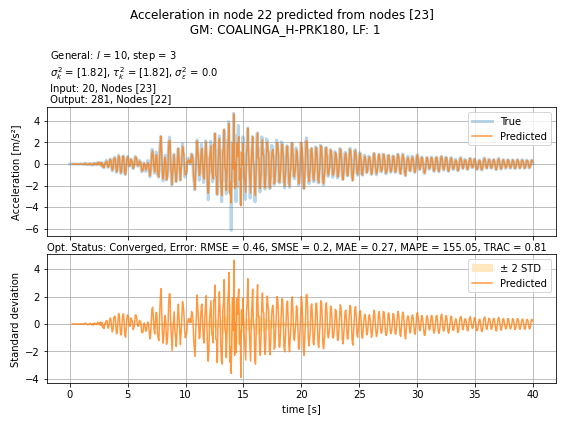 Acceleration in node 22 predicted from nodes [23]
GM: COALINGA_H-PRK180, LF: 1
General: l = 10, step = 3
σ²ₖ = [1.82], τ²ₖ = [1.82], σ²ε = 0.0
Input: 20, Nodes [23]
Output: 281, Nodes [22]
True
Predicted
Acceleration [m/s²]
4
2
0
−2
−4
−6
Opt. Status: Converged, Error: RMSE = 0.46, SMSE = 0.2, MAE = 0.27, MAPE = 155.05, TRAC = 0.81
± 2 STD
Predicted
Standard deviation
4
2
0
−2
−4
0 5 10 15 20 25 30 35 40
time [s]